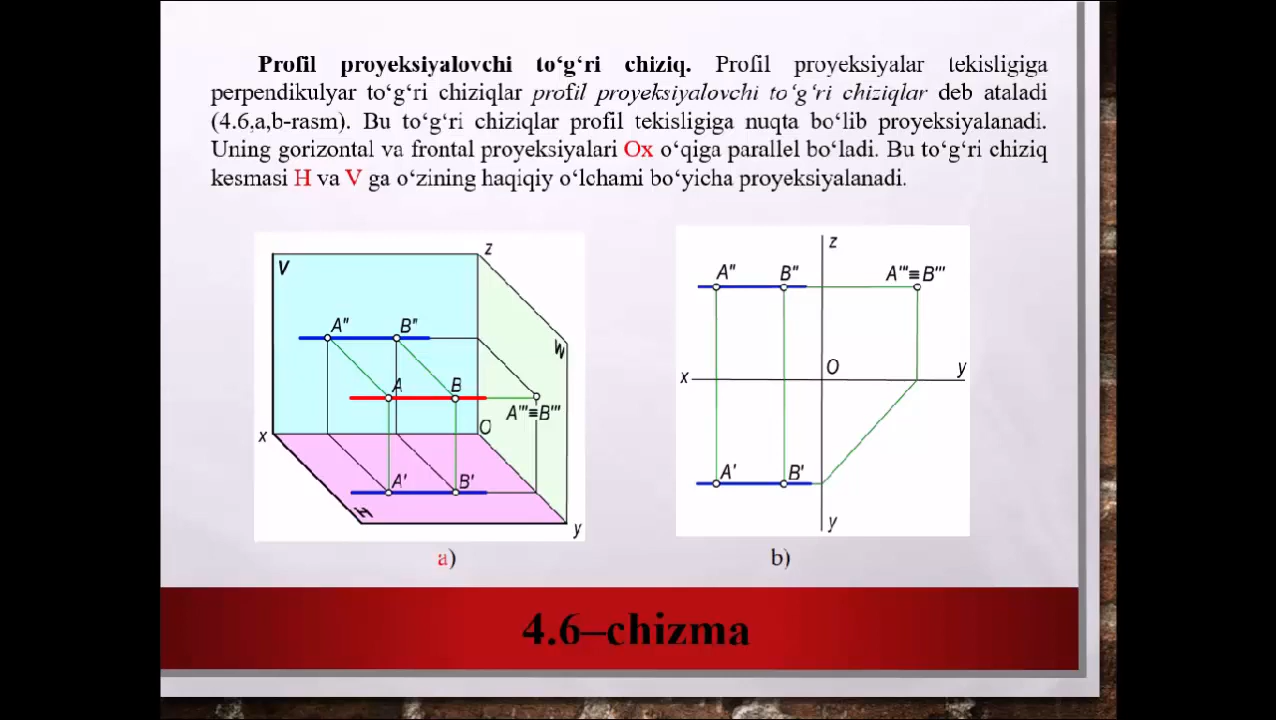 Profil proyeksiyalovchi to‘g‘ri chiziq. Profil proyeksiyalar tekisligiga
perpendikulyar to‘g‘ri chiziqlar profil proyeksiyalovchi to‘g‘ri chiziqlar deb ataladi
(4.6,a,b-rasm). Bu to‘g‘ri chiziqlar profil tekisligiga nuqta bo‘lib proyeksiyalanadi.
Uning gorizontal va frontal proyeksiyalari Ox o‘qiga parallel bo‘ladi. Bu to‘g‘ri chiziq
kesmasi H va V ga o‘zining haqiqiy o‘lchami bo‘yicha proyeksiyalanadi.
V
z
A" B"
W
A B
A'''≡B'''
x
O
A' B'
H
y
a)
z
A" B" A'''≡B'''
O
x
y
A' B'
y
b)
4.6–chizma